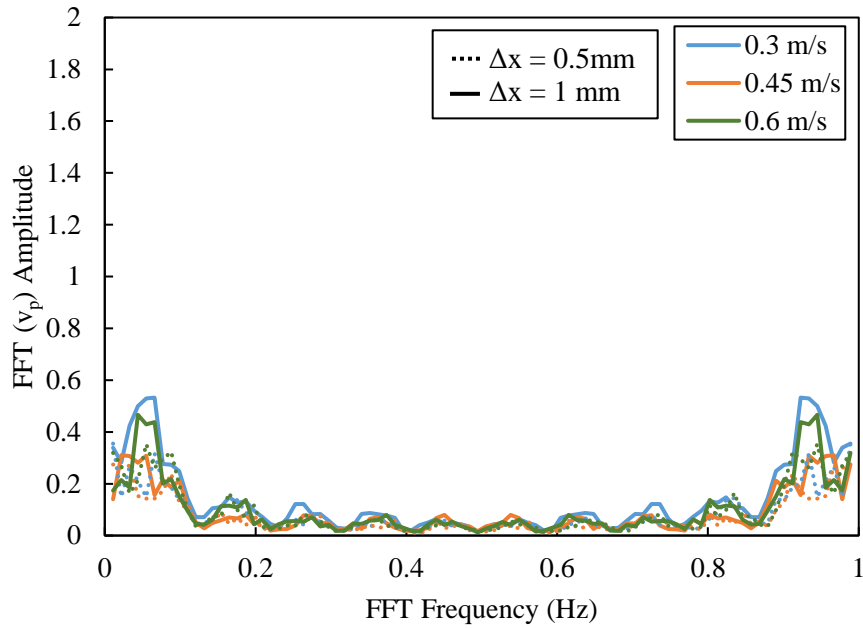 2
1.8
1.6
1.4
1.2
1
0.8
0.6
0.4
0.2
0
FFT (vp) Amplitude
Δx = 0.5mm
Δx = 1 mm
0.3 m/s
0.45 m/s
0.6 m/s
0 0.2 0.4 0.6 0.8 1
FFT Frequency (Hz)